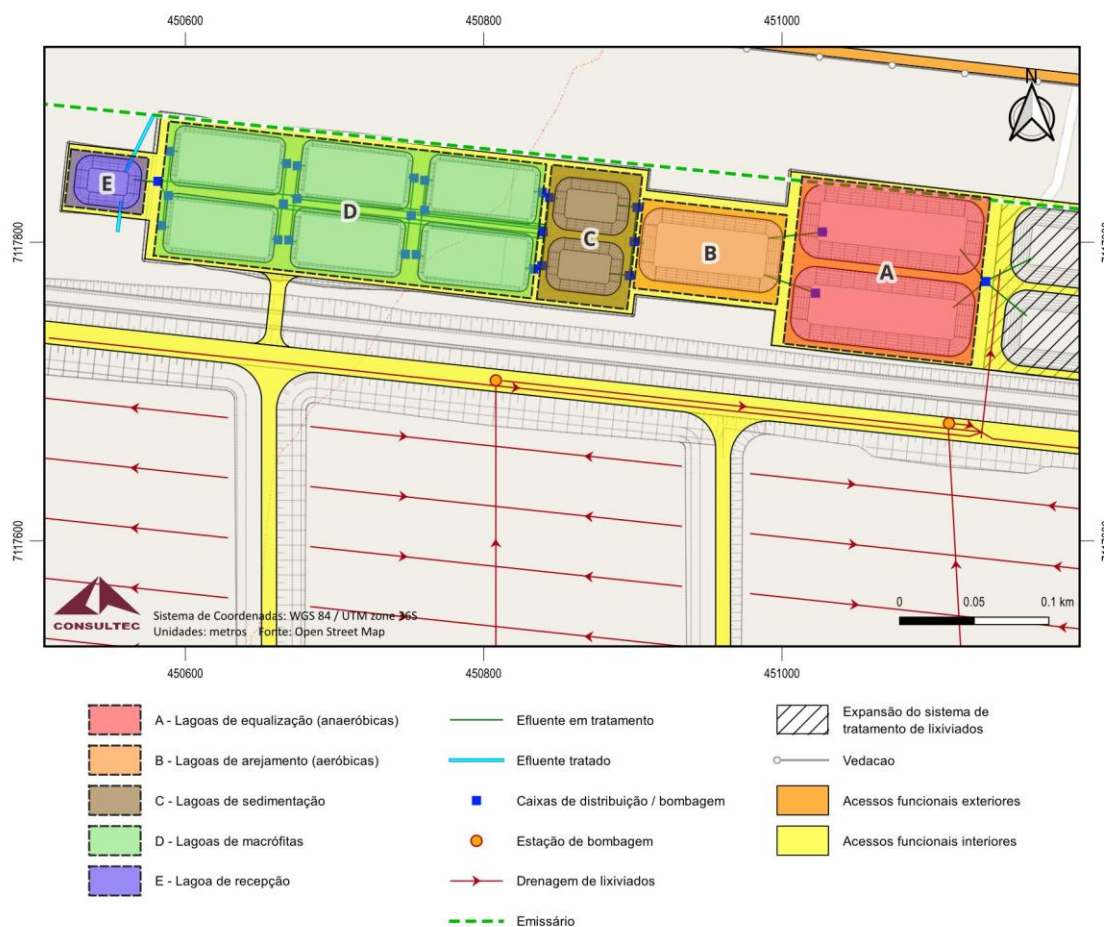 450600 450800 451000
N
E
D
C
B
A
7117800
7117800
7117600
7117600
CONSULTEC
Sistema de Coordenadas: WGS 84 / UTM zone 36S
Unidades: metros Fonte: Open Street Map
0 0.05 0.1 km
450600 450800 451000
A - Lagoas de equalização (anaeróbicas)
B - Lagoas de arejamento (aeróbicas)
C - Lagoas de sedimentação
D - Lagoas de macrófitas
E - Lagoa de recepção
Efluente em tratamento
Efluente tratado
Caixas de distribuição / bombagem
Estação de bombagem
Drenagem de lixiviados
Emissário
Expansão do sistema de
tratamento de lixiviados
Vedacao
Acessos funcionais exteriores
Acessos funcionais interiores